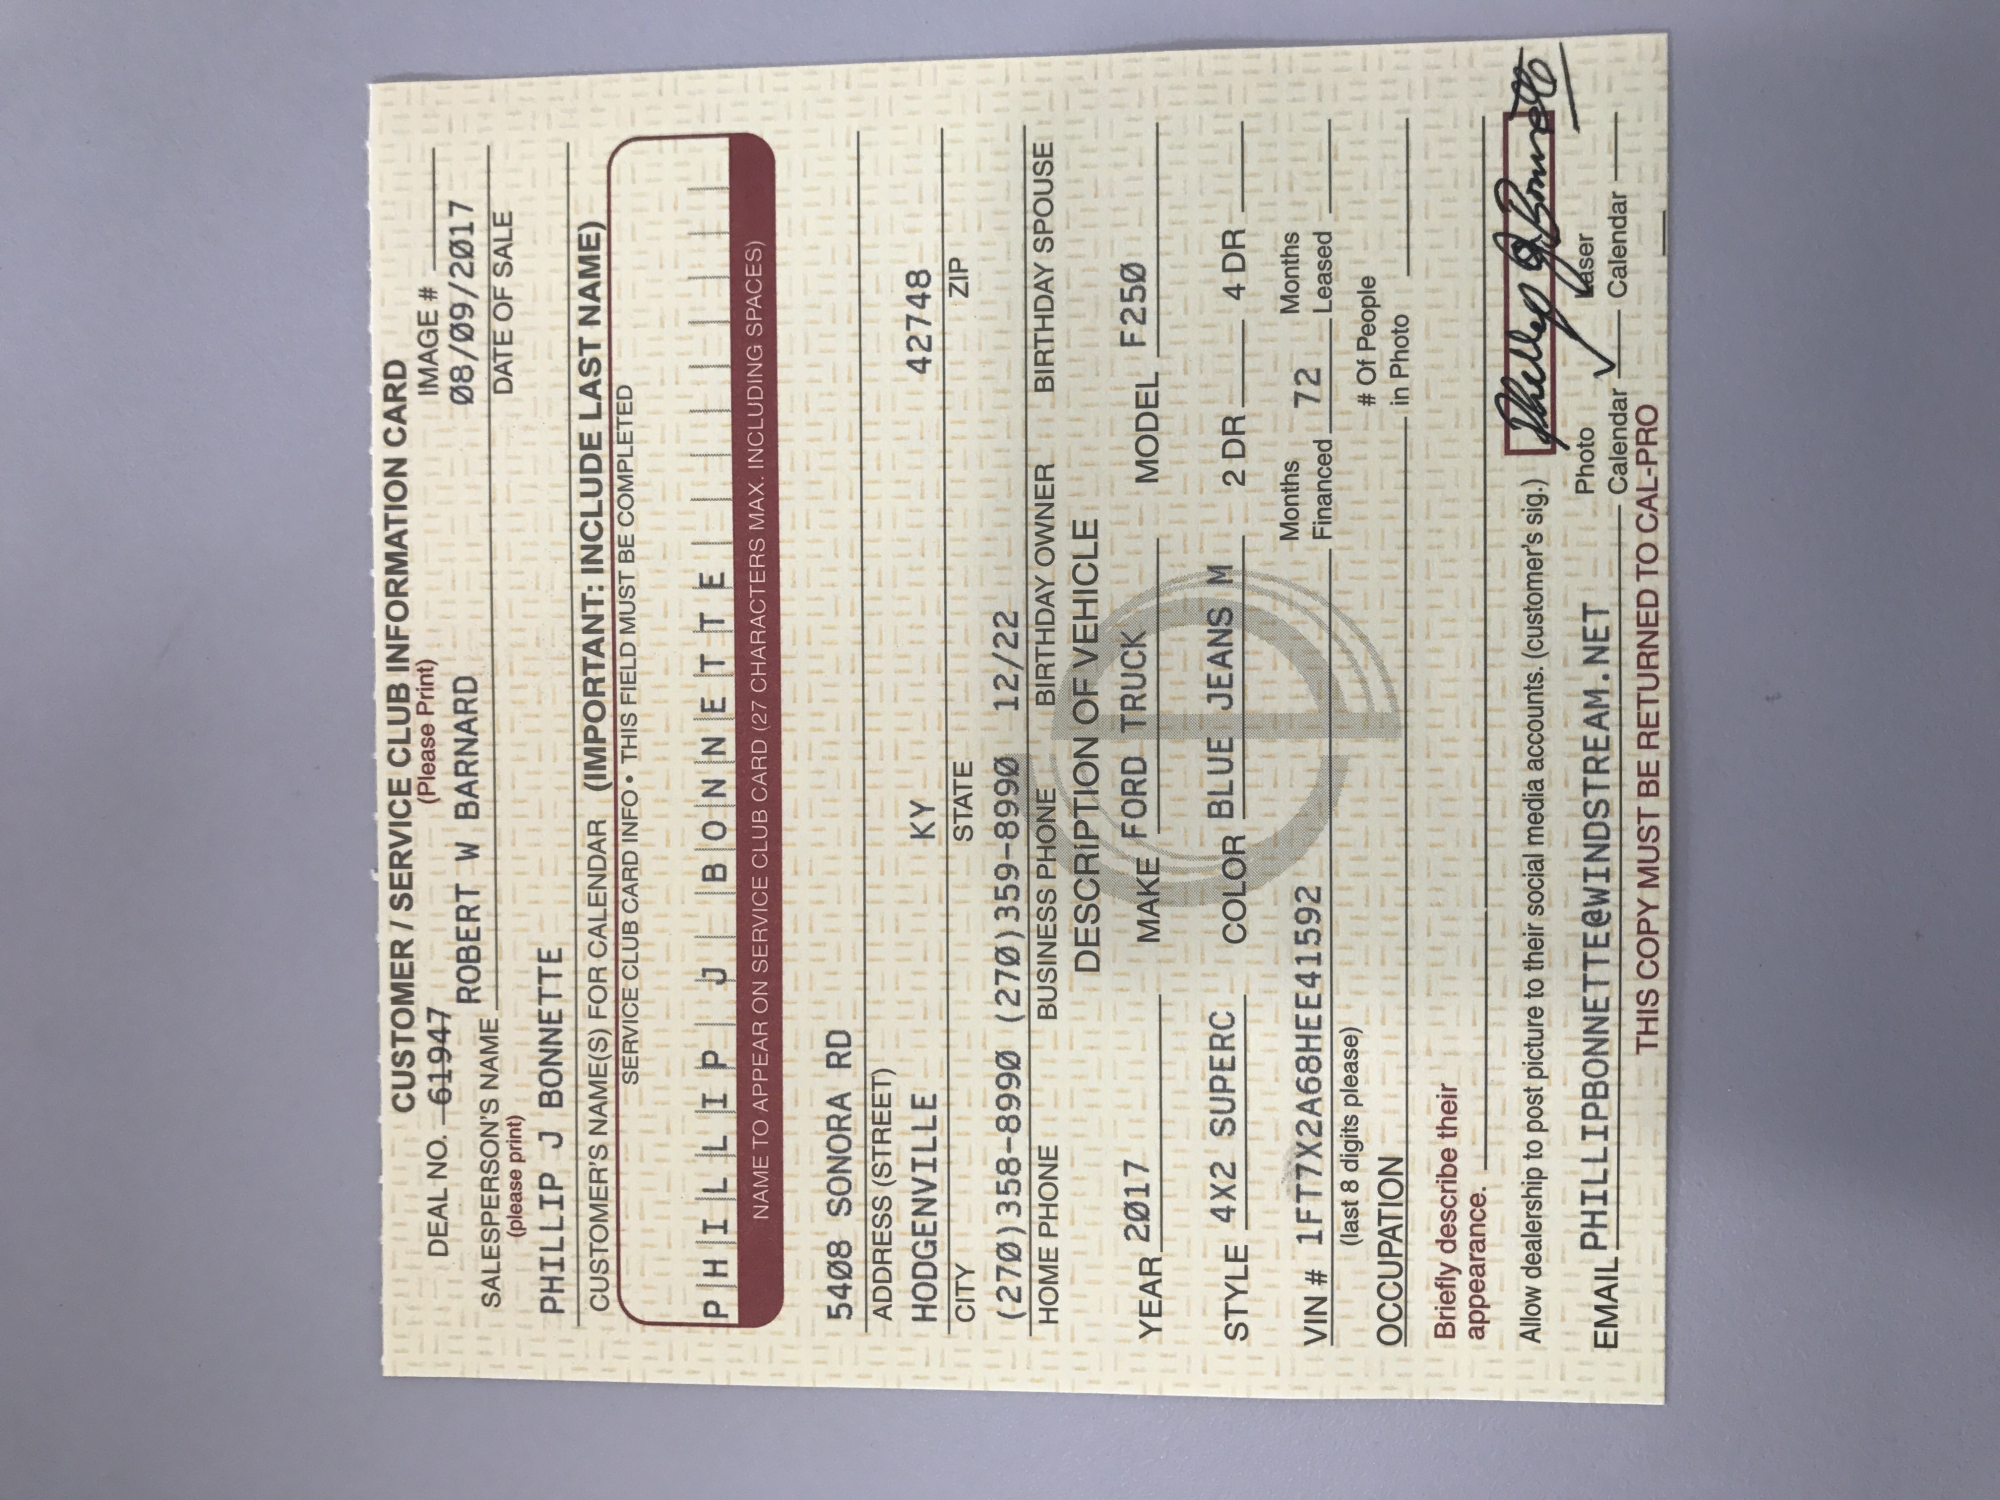 CUSTOMER / SERVICE CLUB INFORMATION CARD
(Please Print)
DEAL NO. 61947 IMAGE #
SALESPERSON'S NAME ROBERT W BARNARD 08/09/2017
(please print) DATE OF SALE
PHILLIP J BONNETTE
CUSTOMER'S NAME(S) FOR CALENDAR (IMPORTANT: INCLUDE LAST NAME)
SERVICE CLUB CARD INFO • THIS FIELD MUST BE COMPLETED
PHILLIP J BONNETTE
NAME TO APPEAR ON SERVICE CLUB CARD (27 CHARACTERS MAX. INCLUDING SPACES)
5408 SONORA RD
ADDRESS (STREET)
HODGENVILLE KY 42748
CITY STATE ZIP
(270)358-8990 (270)359-8990 12/22
HOME PHONE BUSINESS PHONE BIRTHDAY OWNER BIRTHDAY SPOUSE
DESCRIPTION OF VEHICLE
YEAR 2017 MAKE FORD TRUCK MODEL F250
STYLE 4X2 SUPERC COLOR BLUE JEANS M 2 DR 4 DR
VIN # 1FT7X2A68HEE41592 Months Financed 72 Months Leased
(last 8 digits please)
OCCUPATION # Of People in Photo
Briefly describe their
appearance.
Allow dealership to post picture to their social media accounts. (customer's sig.) Phillip J. Bonnette
EMAIL PHILLIPBONNETTE@WINDSTREAM.NET Photo Calendar ✓ Laser Calendar
THIS COPY MUST BE RETURNED TO CAL-PRO